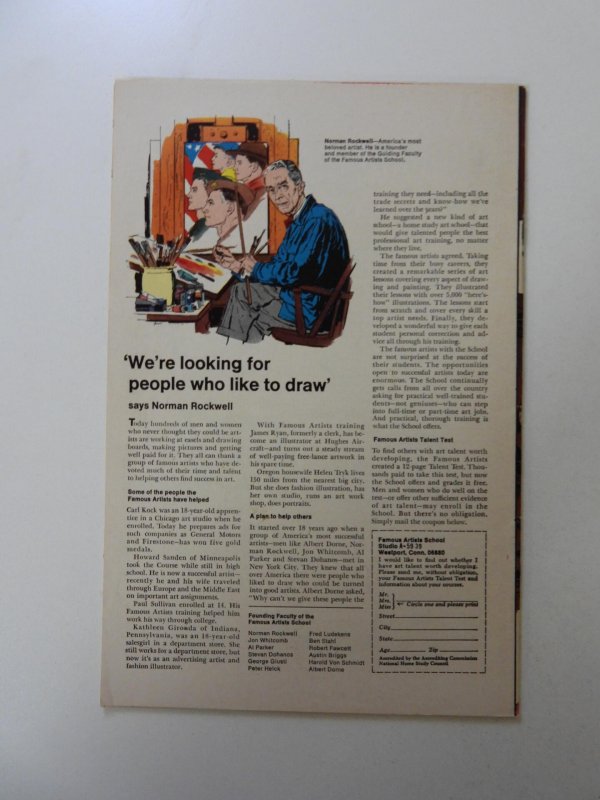 Norman Rockwell—America's most
beloved artist. He is a founder
and member of the Guiding Faculty
of the Famous Artists School.
'We're looking for
people who like to draw'
says Norman Rockwell
Today hundreds of men and women
who never thought they could be art-
ists are working at easels and drawing
boards, making pictures and getting
well paid for it. They all can thank a
group of famous artists who have de-
voted much of their time and talent
to helping others find success in art.
Some of the people the
Famous Artists have helped
Carl Kock was an 18-year-old appren-
tice in a Chicago art studio when he
enrolled. Today he prepares ads for
such companies as General Motors
and Firestone—has won five gold
medals.
Howard Sanden of Minneapolis
took the Course while still in high
school. He is now a successful artist—
recently he and his wife traveled
through Europe and the Middle East
on important art assignments.
Paul Sullivan enrolled at 14. His
Famous Artists training helped him
work his way through college.
Kathleen Gironda of Indiana,
Pennsylvania, was an 18-year-old
salesgirl in a department store. She
still works for a department store, but
now it's as an advertising artist and
fashion illustrator.
With Famous Artists training
James Ryan, formerly a clerk, has be-
come an illustrator at Hughes Air-
craft—and turns out a steady stream
of well-paying free-lance artwork in
his spare time.
Oregon housewife Helen Tryk lives
150 miles from the nearest big city.
But she does fashion illustration, has
her own studio, runs an art work
shop, does portraits.
A plan to help others
It started over 18 years ago when a
group of America's most successful
artists—men like Albert Dorne, Nor-
man Rockwell, Jon Whitcomb, Al
Parker and Stevan Dohanos—met in
New York City. They knew that all
over America there were people who
liked to draw who could be turned
into good artists. Albert Dorne asked,
"Why can't we give these people the
Founding Faculty of the
Famous Artists School
Norman Rockwell
Jon Whitcomb
Al Parker
Stevan Dohanos
George Giusti
Peter Helck
Fred Ludekens
Ben Stahl
Robert Fawcett
Austin Briggs
Harold Von Schmidt
Albert Dorne
training they need—including all the
trade secrets and know-how we've
learned over the years?"
He suggested a new kind of art
school—a home study art school—that
would give talented people the best
professional art training, no matter
where they live.
The famous artists agreed. Taking
time from their busy careers, they
created a remarkable series of art
lessons covering every aspect of draw-
ing and painting. They illustrated
their lessons with over 5,000 "here's-
how" illustrations. The lessons start
from scratch and cover every skill a
top artist needs. Finally, they de-
veloped a wonderful way to give each
student personal correction and ad-
vice all through his training.
The famous artists with the School
are not surprised at the success of
their students. The opportunities
open to successful artists today are
enormous. The School continually
gets calls from all over the country
asking for practical well-trained stu-
dents—not geniuses—who can step
into full-time or part-time art jobs.
And practical, thorough training is
what the School offers.
Famous Artists Talent Test
To find others with art talent worth
developing, the Famous Artists
created a 12-page Talent Test. Thou-
sands paid to take this test, but now
the School offers and grades it free.
Men and women who do well on the
test—or offer other sufficient evidence
of art talent—may enroll in the
School. But there's no obligation.
Simply mail the coupon below.
Famous Artists School
Westport, Conn. 06880
I would like to find out whether I
have art talent worth developing.
Please send me, without obligation,
your Famous Artists Talent Test and
information about your courses.
Mr.
Mrs.
Miss
Circle one and please print
Street
City
State
Age Zip
Accredited by the Accrediting Commission
National Home Study Council